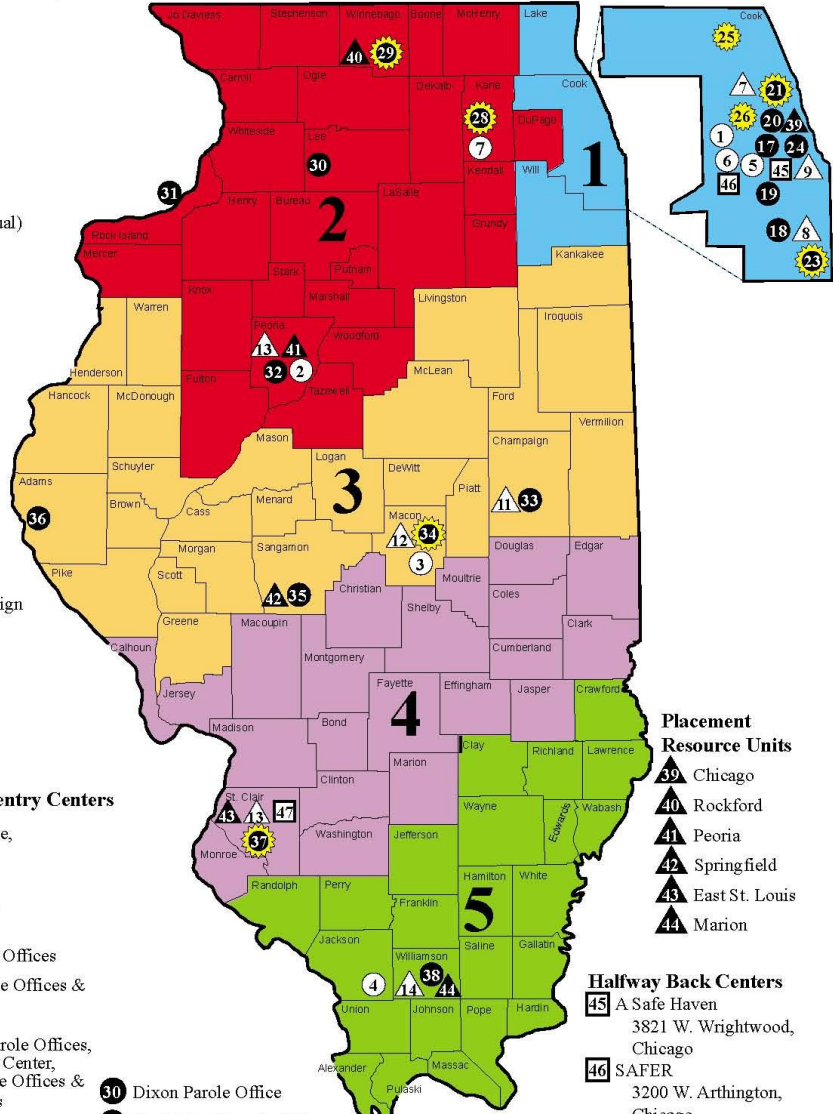 Jo Daviess
Stephenson
Winnebago
Boone
McHenry
Lake
Cook
40
29
25
Carroll
Ogle
DeKalb
Kane
Cook
7
21
28
DuPage
26
20
39
Whiteside
Lee
7
1
17
24
30
Will
1
6
5
45
9
31
Kendall
46
19
Henry
Bureau
LaSalle
2
Grundy
18
8
Rock Island
Mercer
Kankakee
23
Stark
Putnam
Knox
Marshall
Livingston
Warren
Iroquois
Peoria
Woodford
13
41
32
2
McLean
Henderson
Fulton
Tazewell
Hancock
McDonough
Ford
Vermilion
Mason
Champaign
Logan
DeWitt
Schuyler
Adams
3
Piatt
Menard
11
33
Brown
Cass
Macon
36
12
34
Morgan
Sangamon
Douglas
Edgar
3
Pike
Scott
Moultrie
Christian
42
35
Coles
Shelby
Greene
Macoupin
Clark
Calhoun
Cumberland
Montgomery
Fayette
Effingham
Jasper
Crawford
Jersey
4
Madison
Bond
Clay
Richland
Lawrence
Marion
Clinton
St. Clair
43
13
47
Wayne
Edwards
Wabash
Washington
Jefferson
37
Monroe
Randolph
Perry
Hamilton
White
Franklin
5
Jackson
Saline
Gallatin
Williamson
38
4
14
44
Union
Johnson
Pope
Hardin
Alexander
Massac
Pulaski
ual)
ign
entry Centers
e,
Offices
e Offices &
arole Offices,
Center,
e Offices &
s
30 Dixon Parole Office
Placement
Resource Units
39 Chicago
40 Rockford
41 Peoria
42 Springfield
43 East St. Louis
44 Marion
Halfway Back Centers
45 A Safe Haven
3821 W. Wrightwood,
Chicago
46 SAFER
3200 W. Arthington,
Chicago